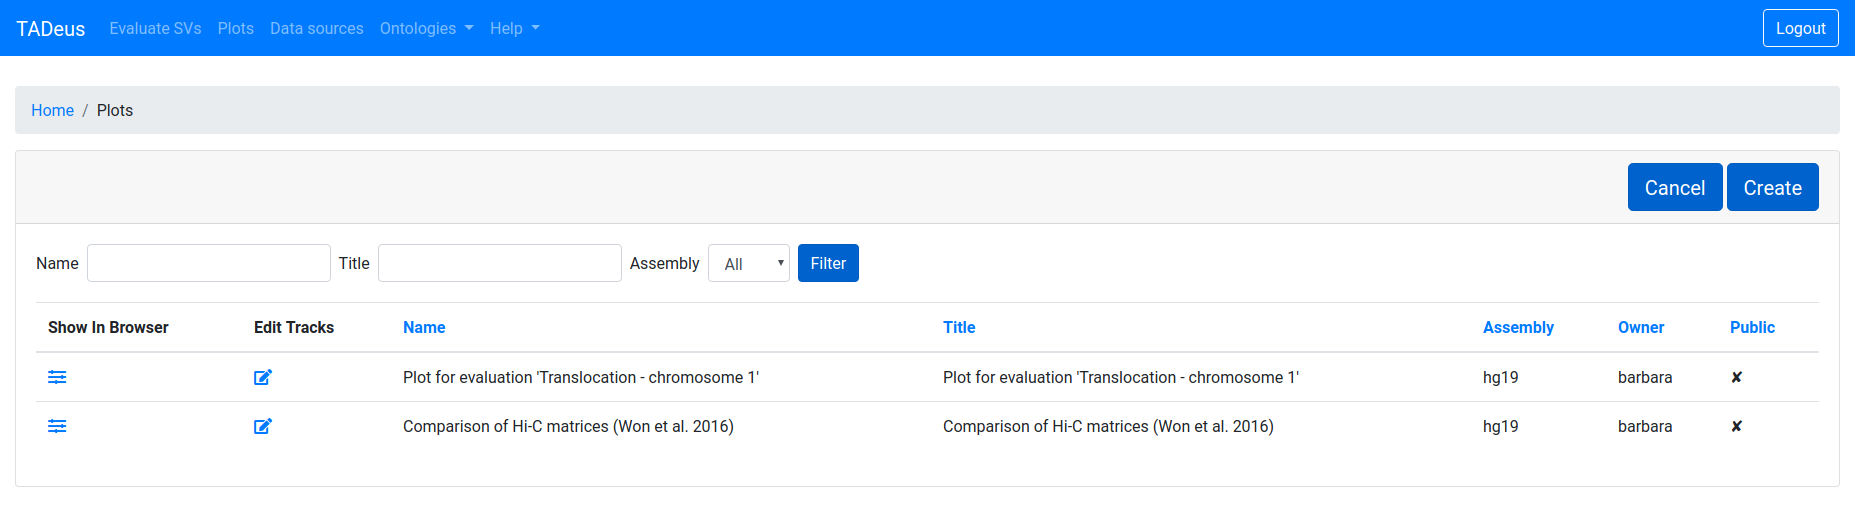 TADeus Evaluate SVs Plots Data sources Ontologies Help Logout
Home / Plots
Cancel Create
Name Title Assembly All Filter
Show In Browser Edit Tracks Name Title Assembly Owner Public
Plot for evaluation 'Translocation - chromosome 1' Plot for evaluation 'Translocation - chromosome 1' hg19 barbara ✘
Comparison of Hi-C matrices (Won et al. 2016) Comparison of Hi-C matrices (Won et al. 2016) hg19 barbara ✘